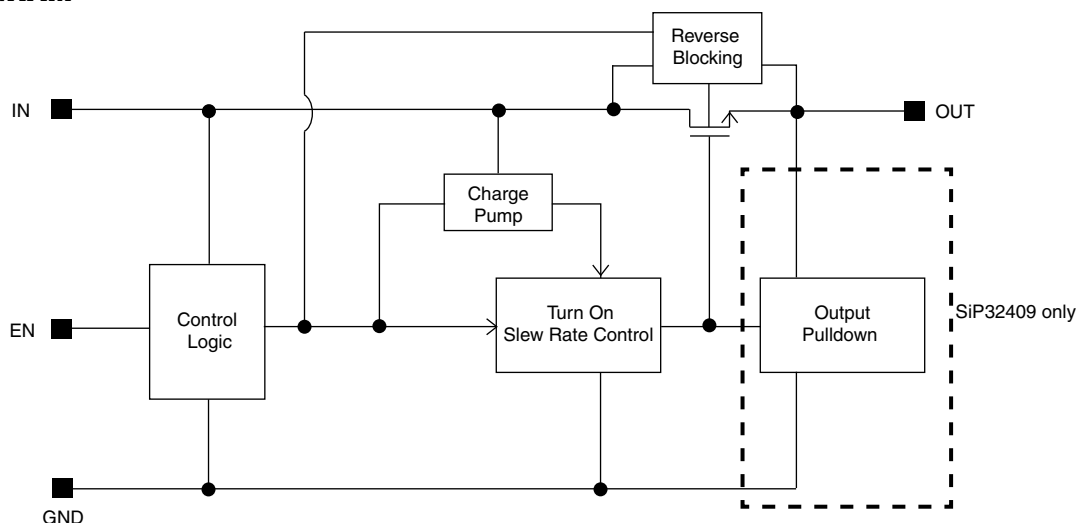 Reverse
Blocking
IN
OUT
Charge
Pump
Control
Logic
Turn On
Slew Rate Control
Output
Pulldown
SiP32409 only
EN
GND